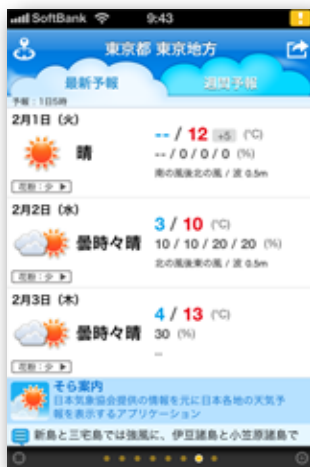 SoftBank 9:43
東京都 東京地方
最新予報 週間予報
予報：1日5時
2月1日（火）
晴
-- / 12 +5 (℃)
-- / 0 / 0 / 0 (%)
南の風後北の風 / 波 0.5m
花粉：少 ▶
2月2日（水）
曇時々晴
3 / 10 (℃)
10 / 10 / 20 / 20 (%)
北の風後東の風 / 波 0.5m
花粉：少 ▶
2月3日（木）
曇時々晴
4 / 13 (℃)
30 (%)
--
花粉：少 ▶
そら案内
日本気象協会提供の情報を元に日本各地の天気予
報を表示するアプリケーション
新島と三宅島では強風に、伊豆諸島と小笠原諸島で